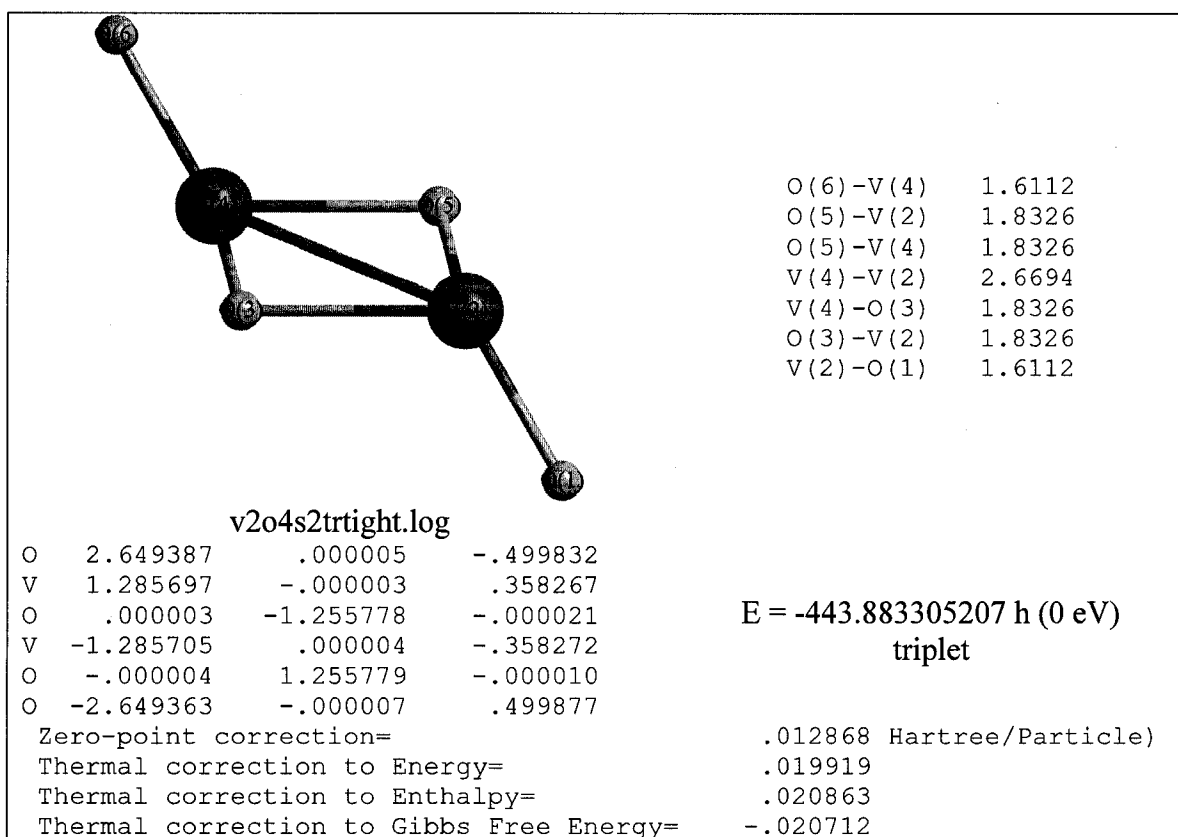 O(6)-V(4) 1.6112
O(5)-V(2) 1.8326
O(5)-V(4) 1.8326
V(4)-V(2) 2.6694
V(4)-O(3) 1.8326
O(3)-V(2) 1.8326
V(2)-O(1) 1.6112
v2o4s2trtight.log
O 2.649387 .000005 -.499832
V 1.285697 -.000003 .358267
O .000003 -1.255778 -.000021
V -1.285705 .000004 -.358272
O -.000004 1.255779 -.000010
O -2.649363 -.000007 .499877
E = -443.883305207 h (0 eV)
triplet
Zero-point correction= .012868 Hartree/Particle)
Thermal correction to Energy= .019919
Thermal correction to Enthalpy= .020863
Thermal correction to Gibbs Free Energy= -.020712